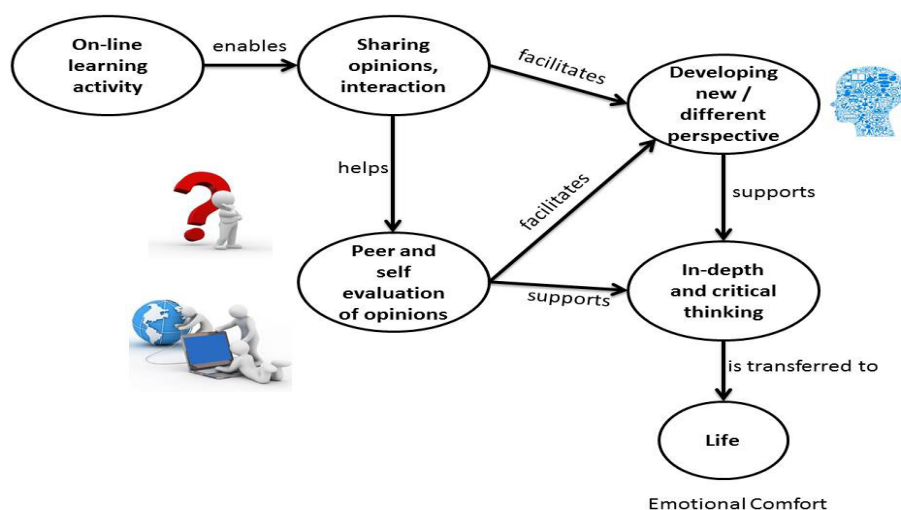 On-line
learning
activity
enables
Sharing
opinions,
interaction
facilitates
Developing
new /
different
perspective
helps
facilitates
supports
Peer and
self
evaluation
of opinions
supports
In-depth
and critical
thinking
is transferred to
Life
Emotional Comfort